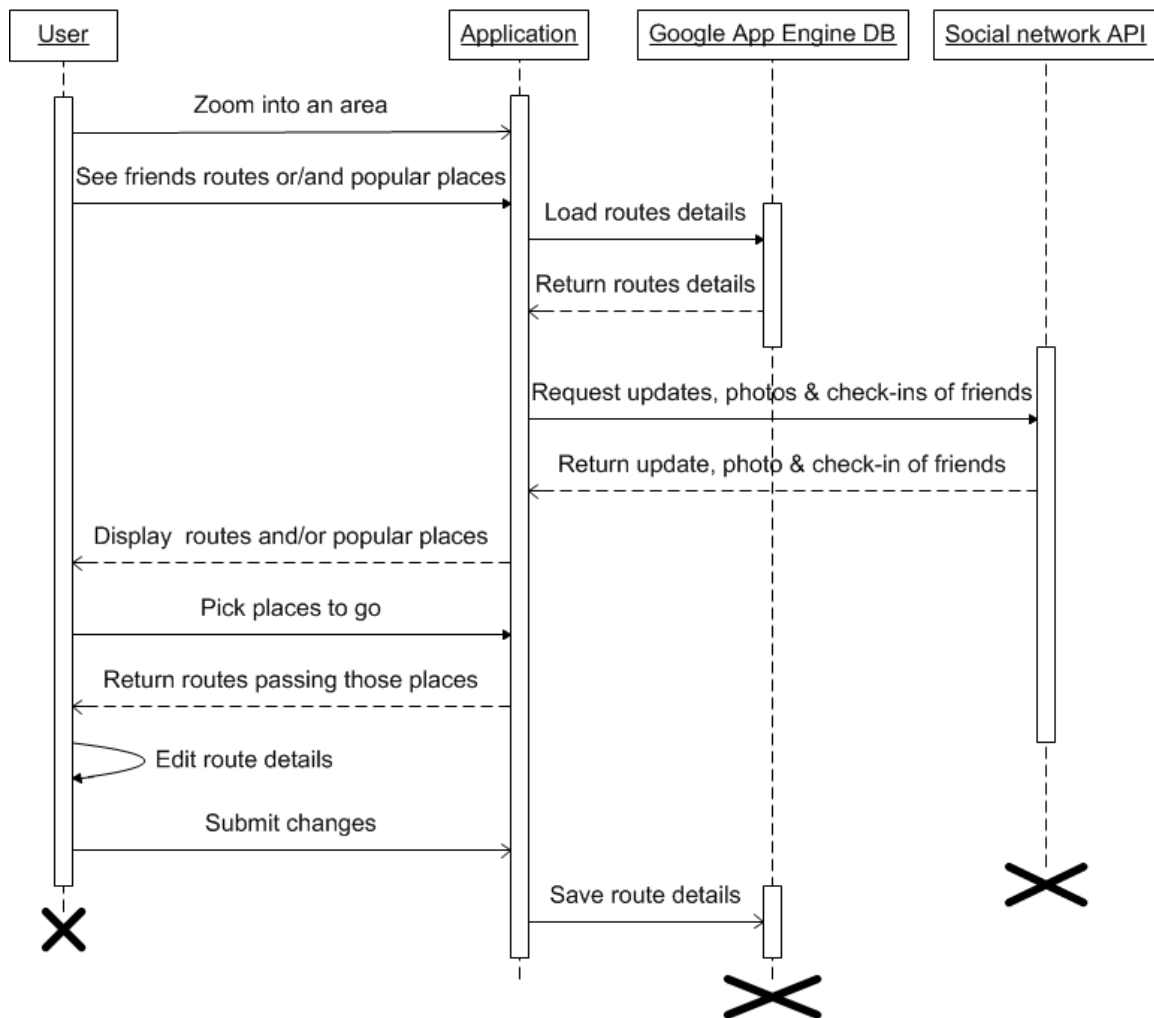 User
Application
Google App Engine DB
Social network API
Zoom into an area
See friends routes or/and popular places
Load routes details
Return routes details
Request updates, photos & check-ins of friends
Return update, photo & check-in of friends
Display routes and/or popular places
Pick places to go
Return routes passing those places
Edit route details
Submit changes
Save route details